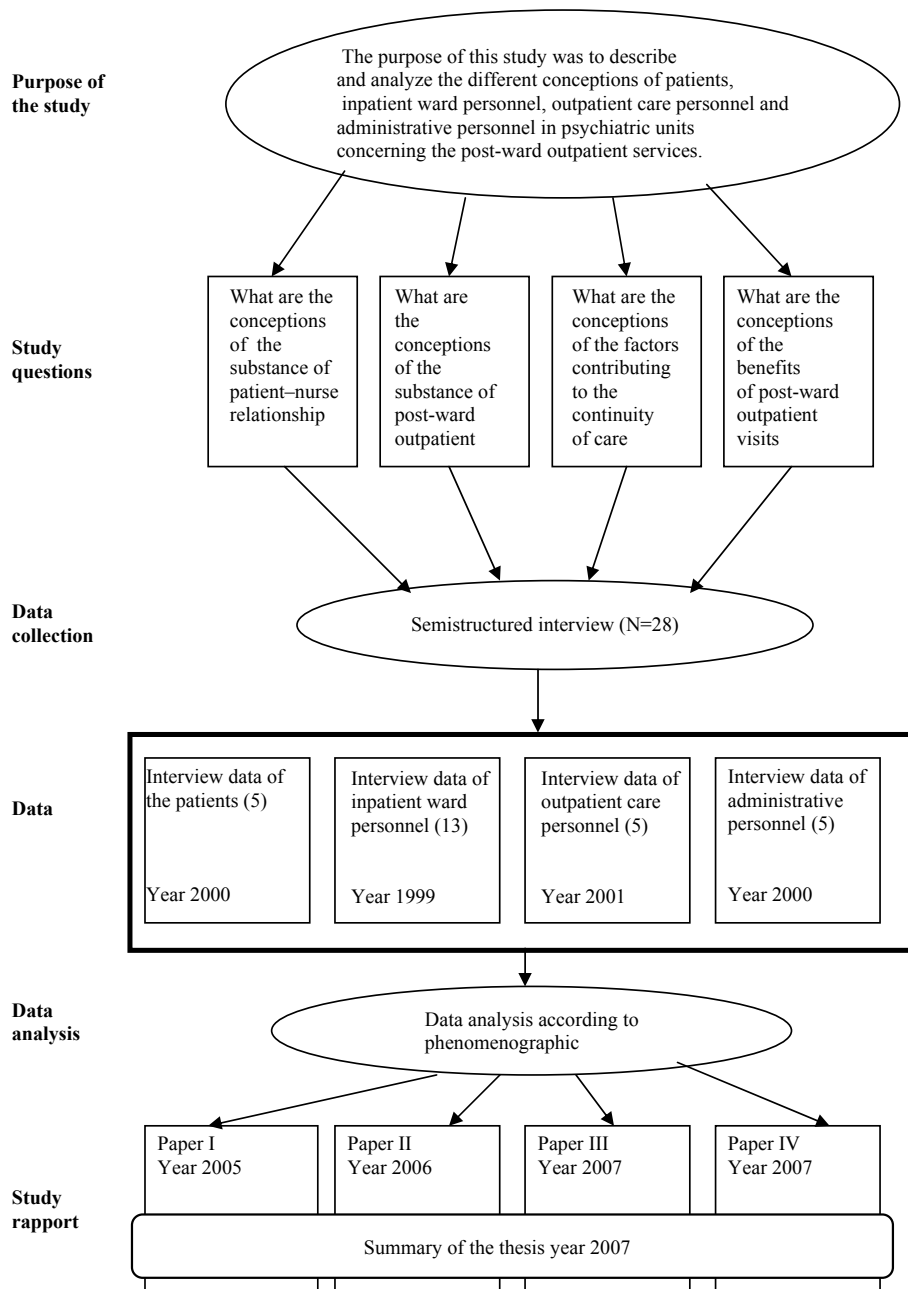 Purpose of
the study
The purpose of this study was to describe
and analyze the different conceptions of patients,
inpatient ward personnel, outpatient care personnel and
administrative personnel in psychiatric units
concerning the post-ward outpatient services.
Study
questions
What are the
conceptions
of the
substance of
patient–nurse
relationship
What are
the
conceptions
of the
substance of
post-ward
outpatient
What are the
conceptions
of the factors
contributing
to the
continuity
of care
What are the
conceptions
of the
benefits
of post-ward
outpatient
visits
Data
collection
Semistructured interview (N=28)
Data
Interview data of
the patients (5)
Year 2000
Interview data of
inpatient ward
personnel (13)
Year 1999
Interview data of
outpatient care
personnel (5)
Year 2001
Interview data of
administrative
personnel (5)
Year 2000
Data
analysis
Data analysis according to
phenomenographic
Study
rapport
Paper I
Year 2005
Paper II
Year 2006
Paper III
Year 2007
Paper IV
Year 2007
Summary of the thesis year 2007